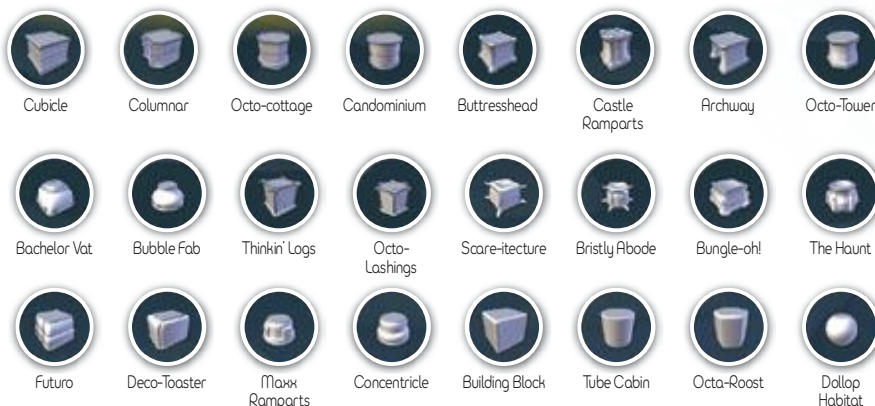 Cubicle
Columnar
Octo-cottage
Candominium
Buttresshead
Castle
Ramparts
Archway
Octo-Tower
Bachelor Vat
Bubble Fab
Thinkin' Logs
Octo-
Lashings
Scare-itecture
Bristly Abode
Bungle-oh!
The Haunt
Futuro
Deco-Toaster
Maxx
Ramparts
Concentricle
Building Block
Tube Cabin
Octa-Roost
Dollop
Habitat